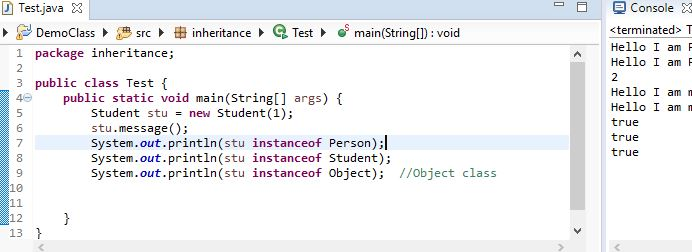 Test.java
DemoClass src inheritance Test main(String[]) : void
1 package inheritance;
2
3 public class Test {
4 public static void main(String[] args) {
5 Student stu = new Student(1);
6 stu.message();
7 System.out.println(stu instanceof Person);
8 System.out.println(stu instanceof Student);
9 System.out.println(stu instanceof Object); //Object class
10
11
12 }
13 }
Console
<terminated> T
Hello I am P
Hello I am P
2
Hello I am m
Hello I am m
true
true
true